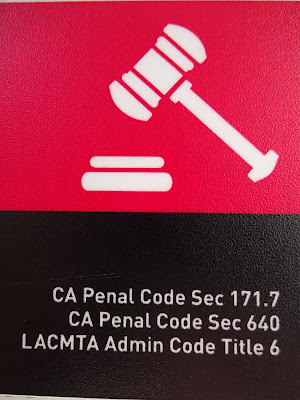 CA Penal Code Sec 171.7
CA Penal Code Sec 640
LACMTA Admin Code Title 6